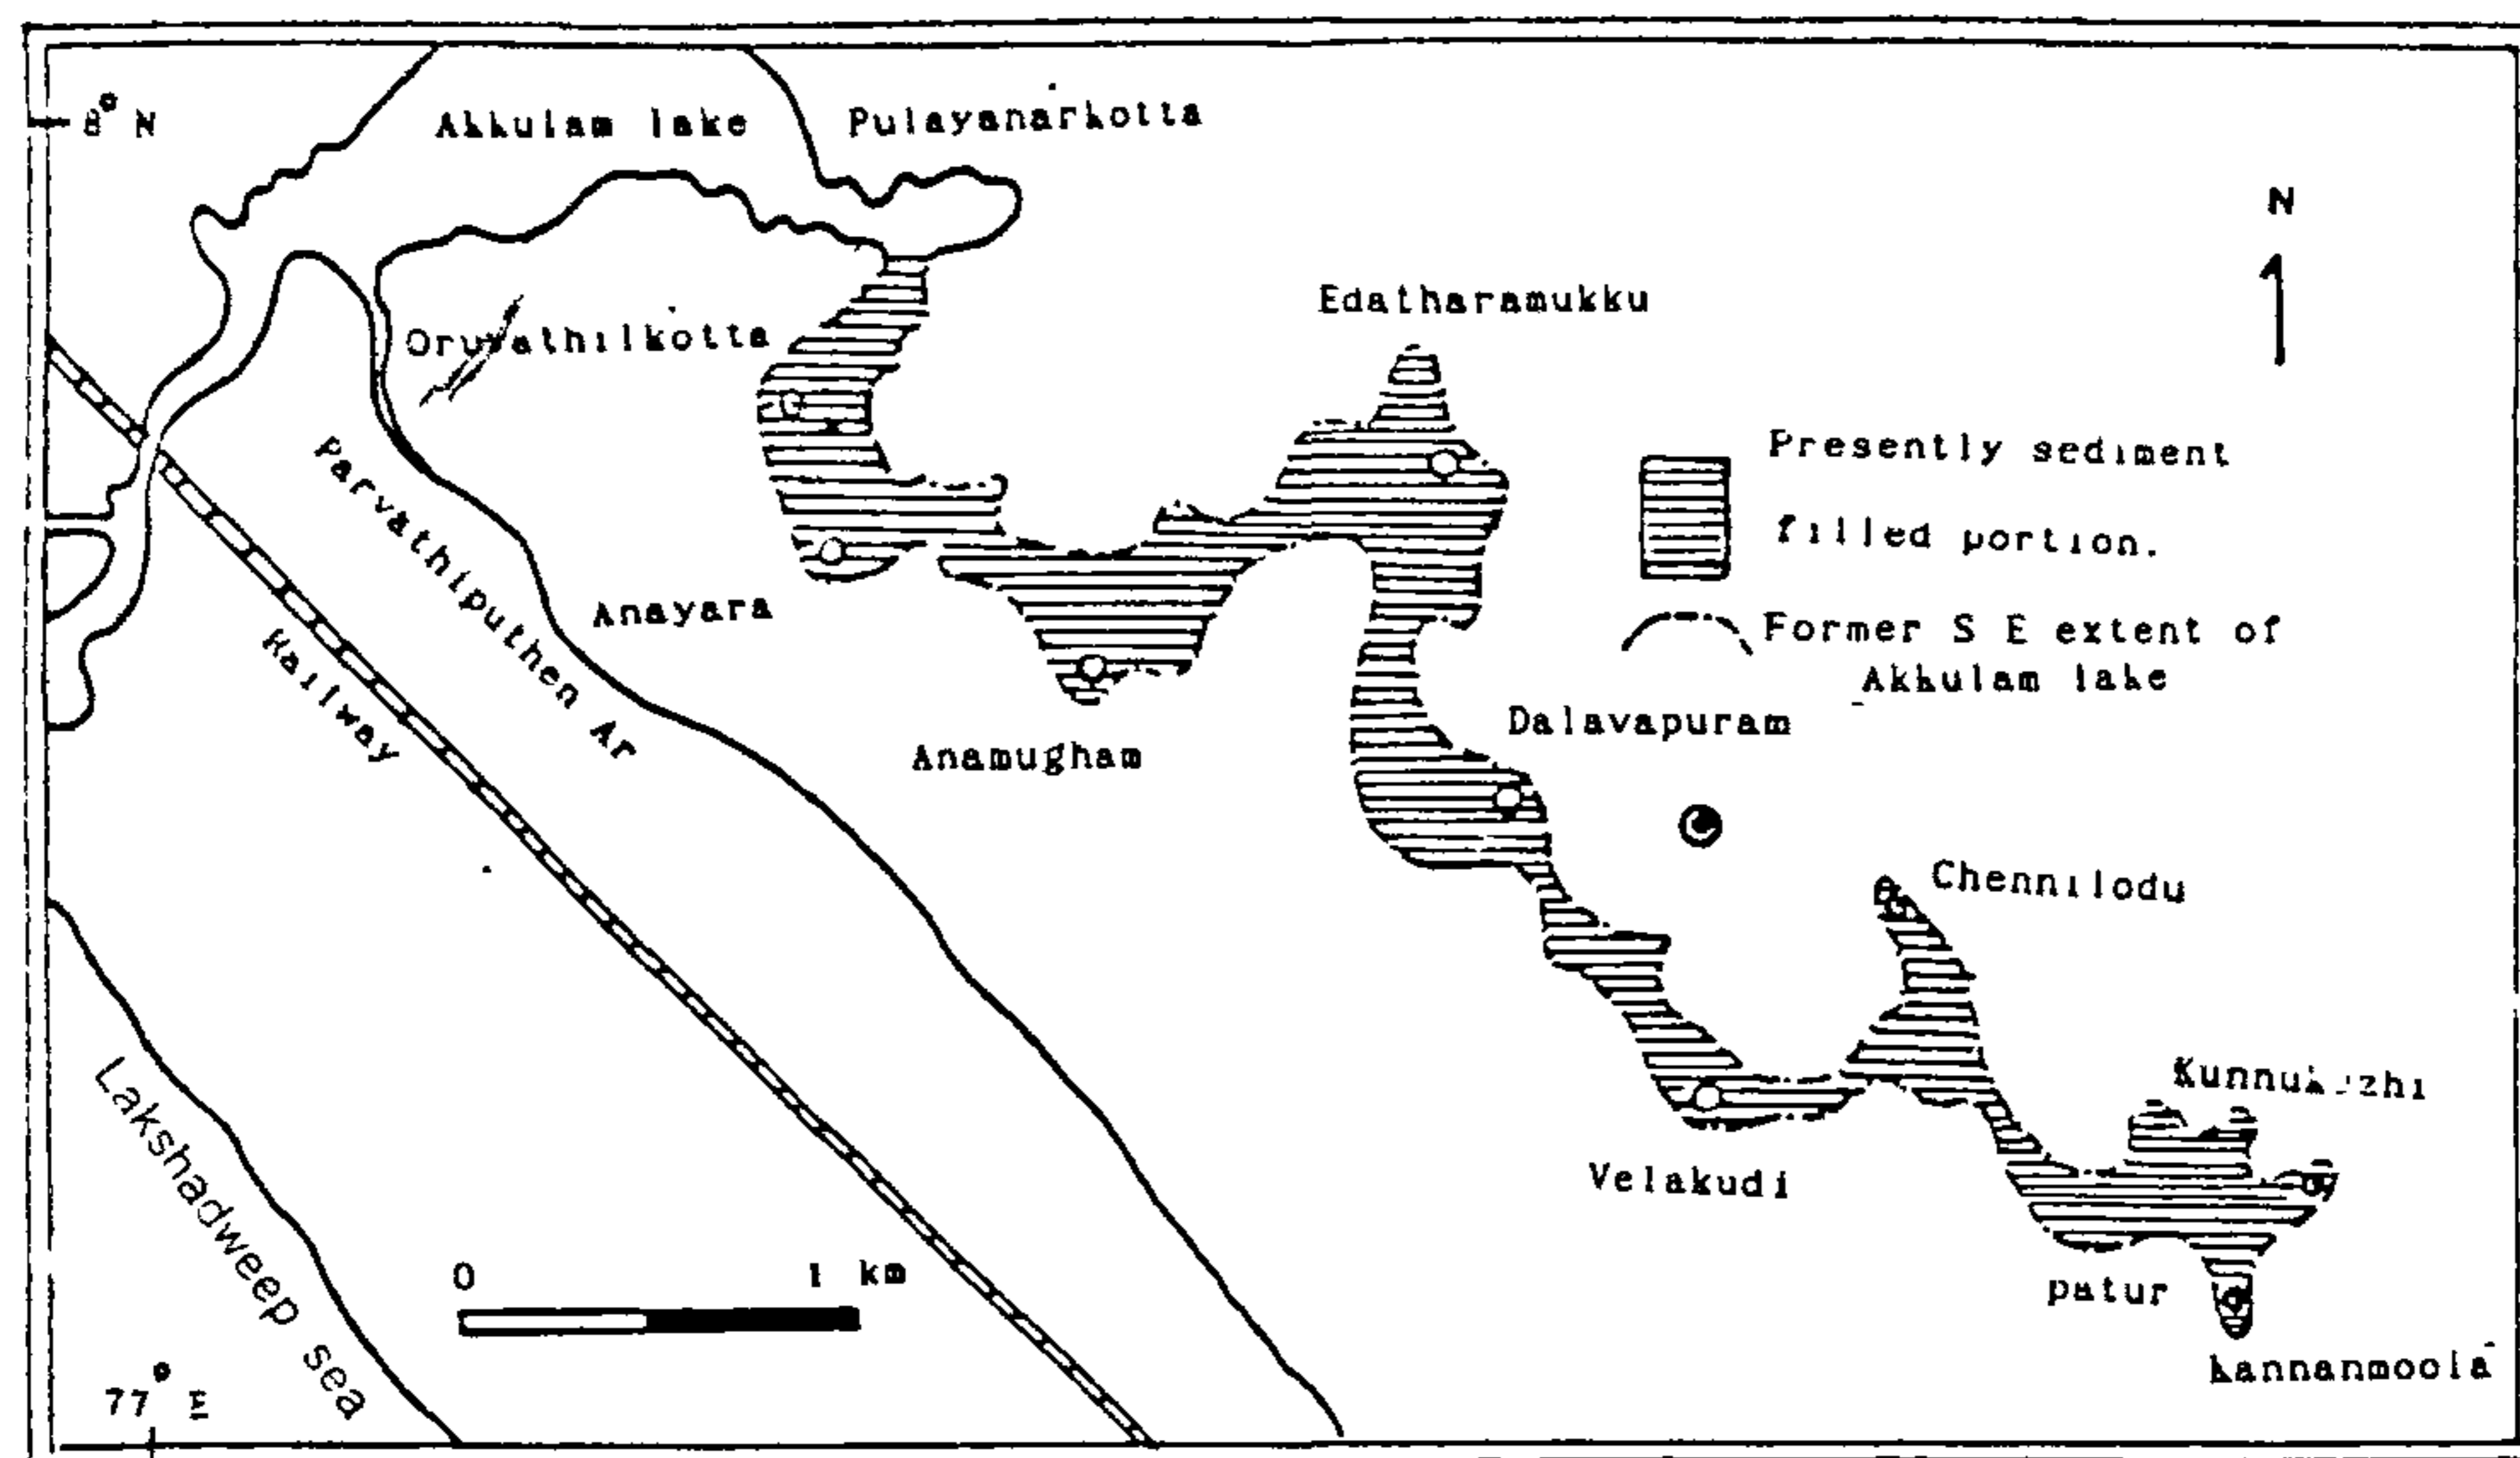 8° N
Akkulam lake
Pulayanarkotta
N
Edatharamukku
Oruvathilkotta
Presently sediment
filled portion.
Parvathiputhen Ar
Anayara
Former S E extent of
Akkulam lake
Railway
Dalavapuram
Anamugham
Chennilodu
Lakshadweep sea
Kunnukuzhi
Velakudi
0 1 km
patur
kannanmoola
77° E